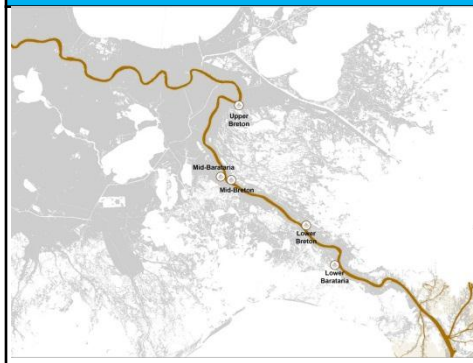 Upper
Breton
Mid-Barataria
Mid-Breton
Lower
Breton
Lower
Barataria